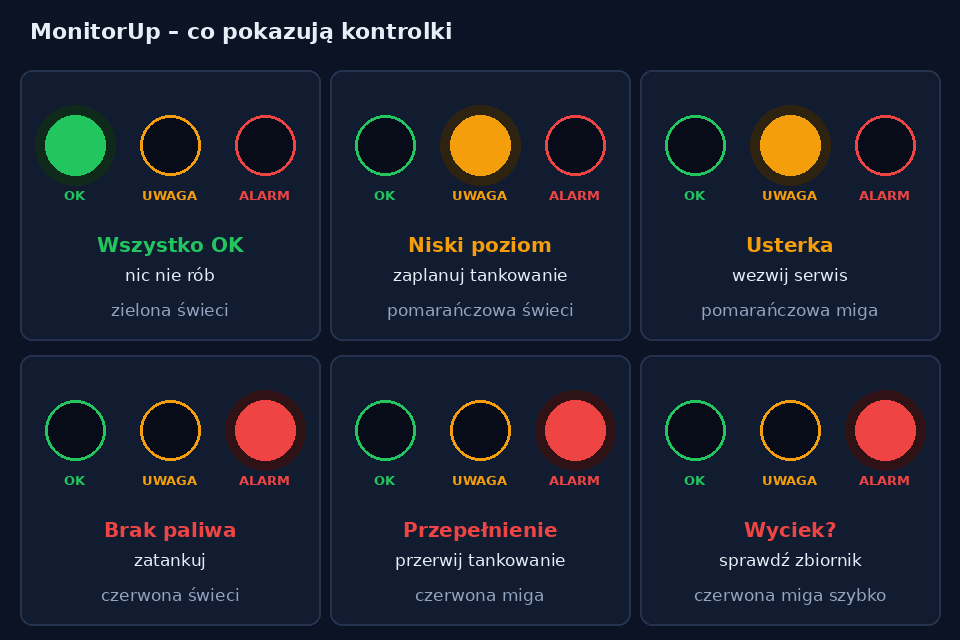 MonitorUp – co pokazują kontrolki
OK UWAGA ALARM
Wszystko OK
nic nie rób
zielona świeci
OK UWAGA ALARM
Niski poziom
zaplanuj tankowanie
pomarańczowa świeci
OK UWAGA ALARM
Usterka
wezwij serwis
pomarańczowa miga
OK UWAGA ALARM
Brak paliwa
zatankuj
czerwona świeci
OK UWAGA ALARM
Przepełnienie
przerwij tankowanie
czerwona miga
OK UWAGA ALARM
Wyciek?
sprawdź zbiornik
czerwona miga szybko